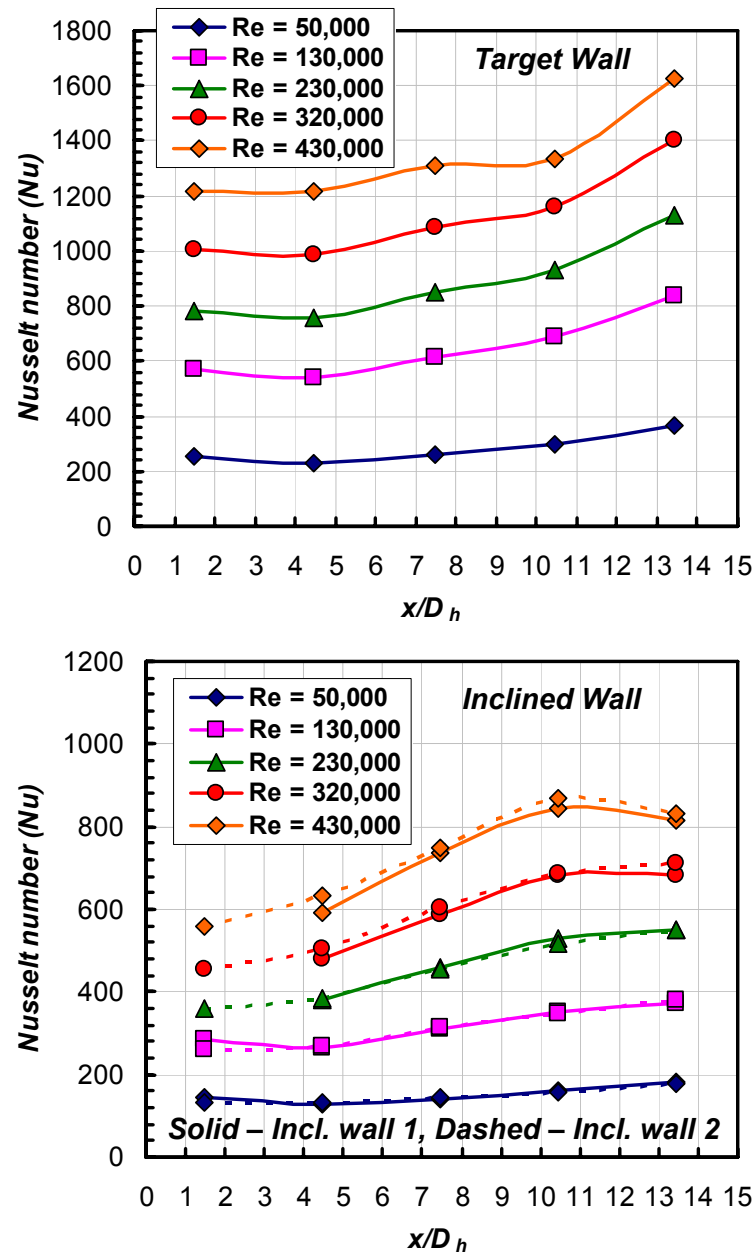 Re = 50,000
Re = 130,000
Re = 230,000
Re = 320,000
Re = 430,000
Target Wall
Nusselt number (Nu)
1800
1600
1400
1200
1000
800
600
400
200
0
0 1 2 3 4 5 6 7 8 9 10 11 12 13 14 15
x/D h
Re = 50,000
Re = 130,000
Re = 230,000
Re = 320,000
Re = 430,000
Inclined Wall
Nusselt number (Nu)
1200
1000
800
600
400
200
0
Solid – Incl. wall 1, Dashed – Incl. wall 2
0 1 2 3 4 5 6 7 8 9 10 11 12 13 14 15
x/D h